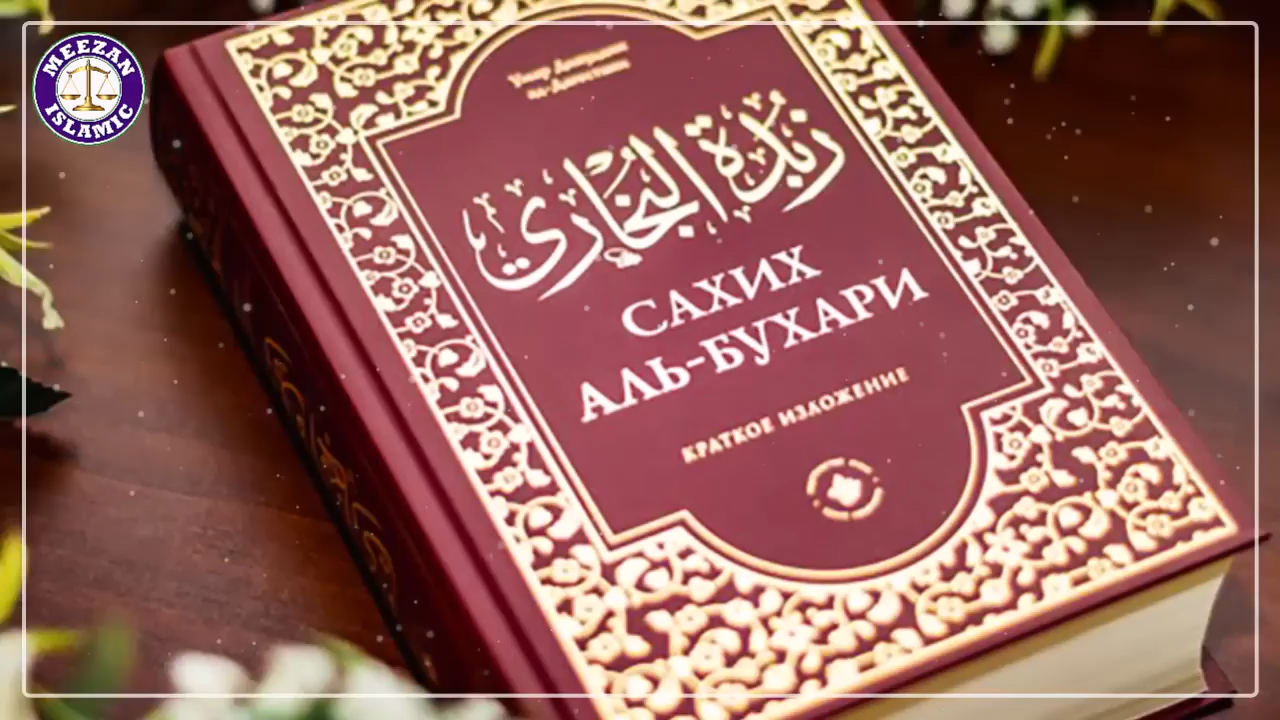 MEEZAN
ISLAMIC
زبدة البخاري
САХИХ
АЛЬ-БУХАРИ
КРАТКОЕ ИЗЛОЖЕНИЕ